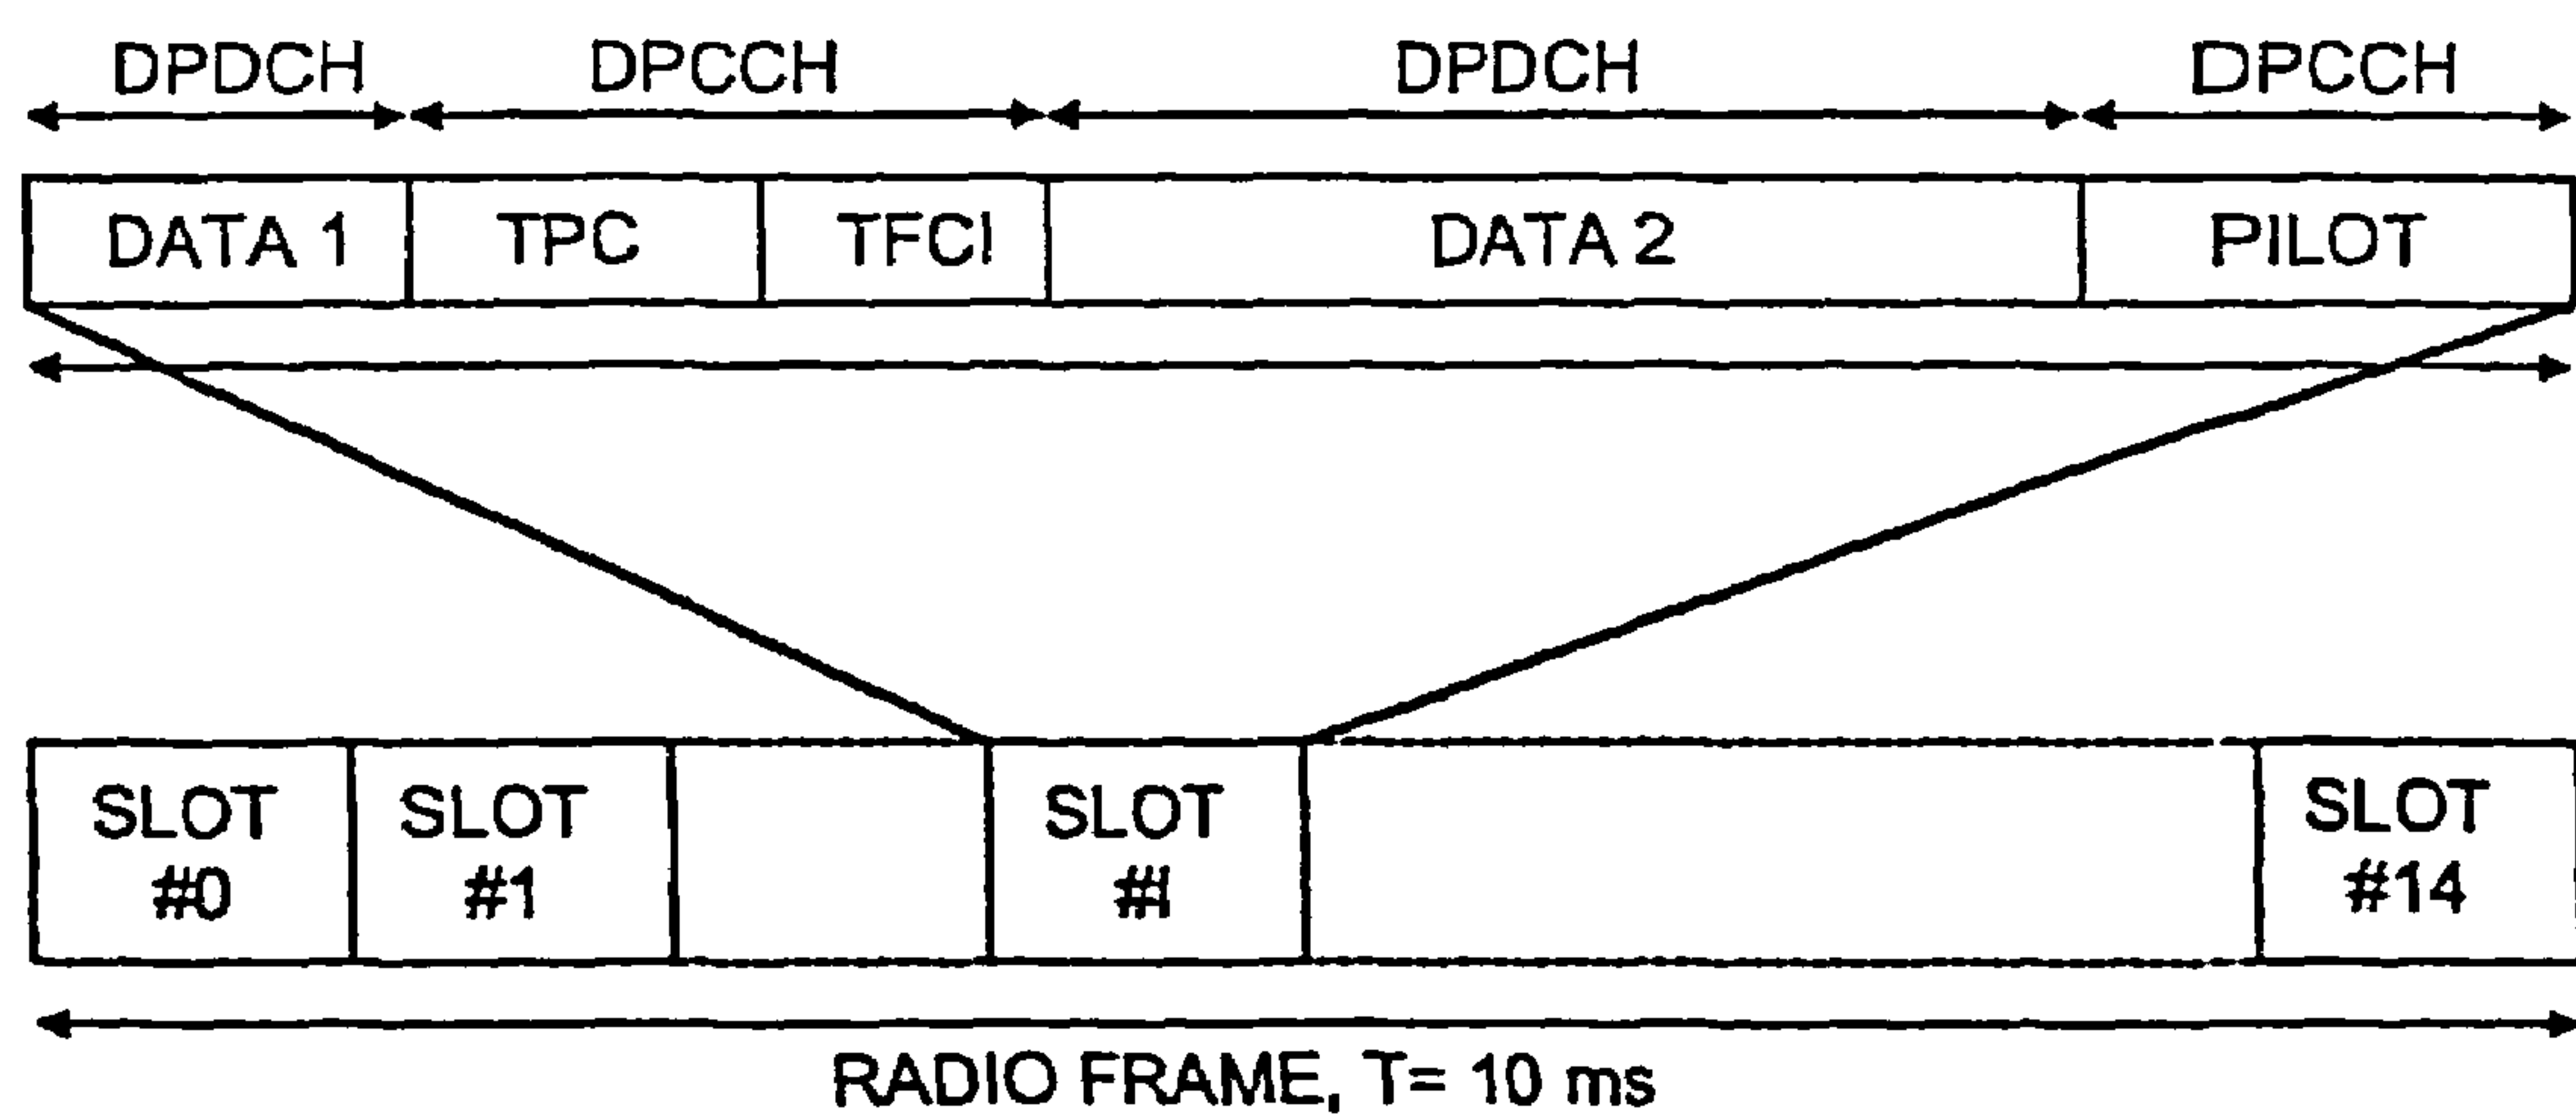 DPDCH DPCCH DPDCH DPCCH
DATA 1 TPC TFCI DATA 2 PILOT
SLOT #0 SLOT #1 SLOT #i SLOT #14
RADIO FRAME, T= 10 ms